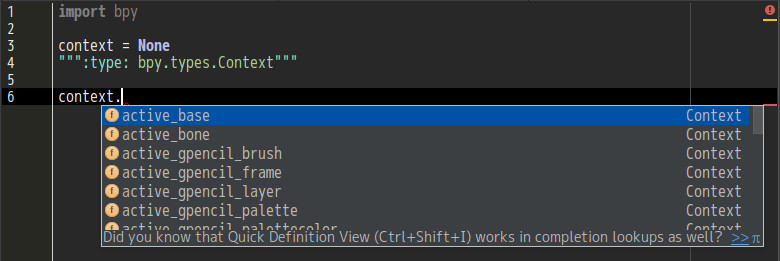 1 import bpy
2
3 context = None
4 """:type: bpy.types.Context"""
5
6 context.
f active_base Context
f active_bone Context
f active_gpencil_brush Context
f active_gpencil_frame Context
f active_gpencil_layer Context
f active_gpencil_palette Context
f active_gpencil_palettecolor Context
Did you know that Quick Definition View (Ctrl+Shift+I) works in completion lookups as well? >> π